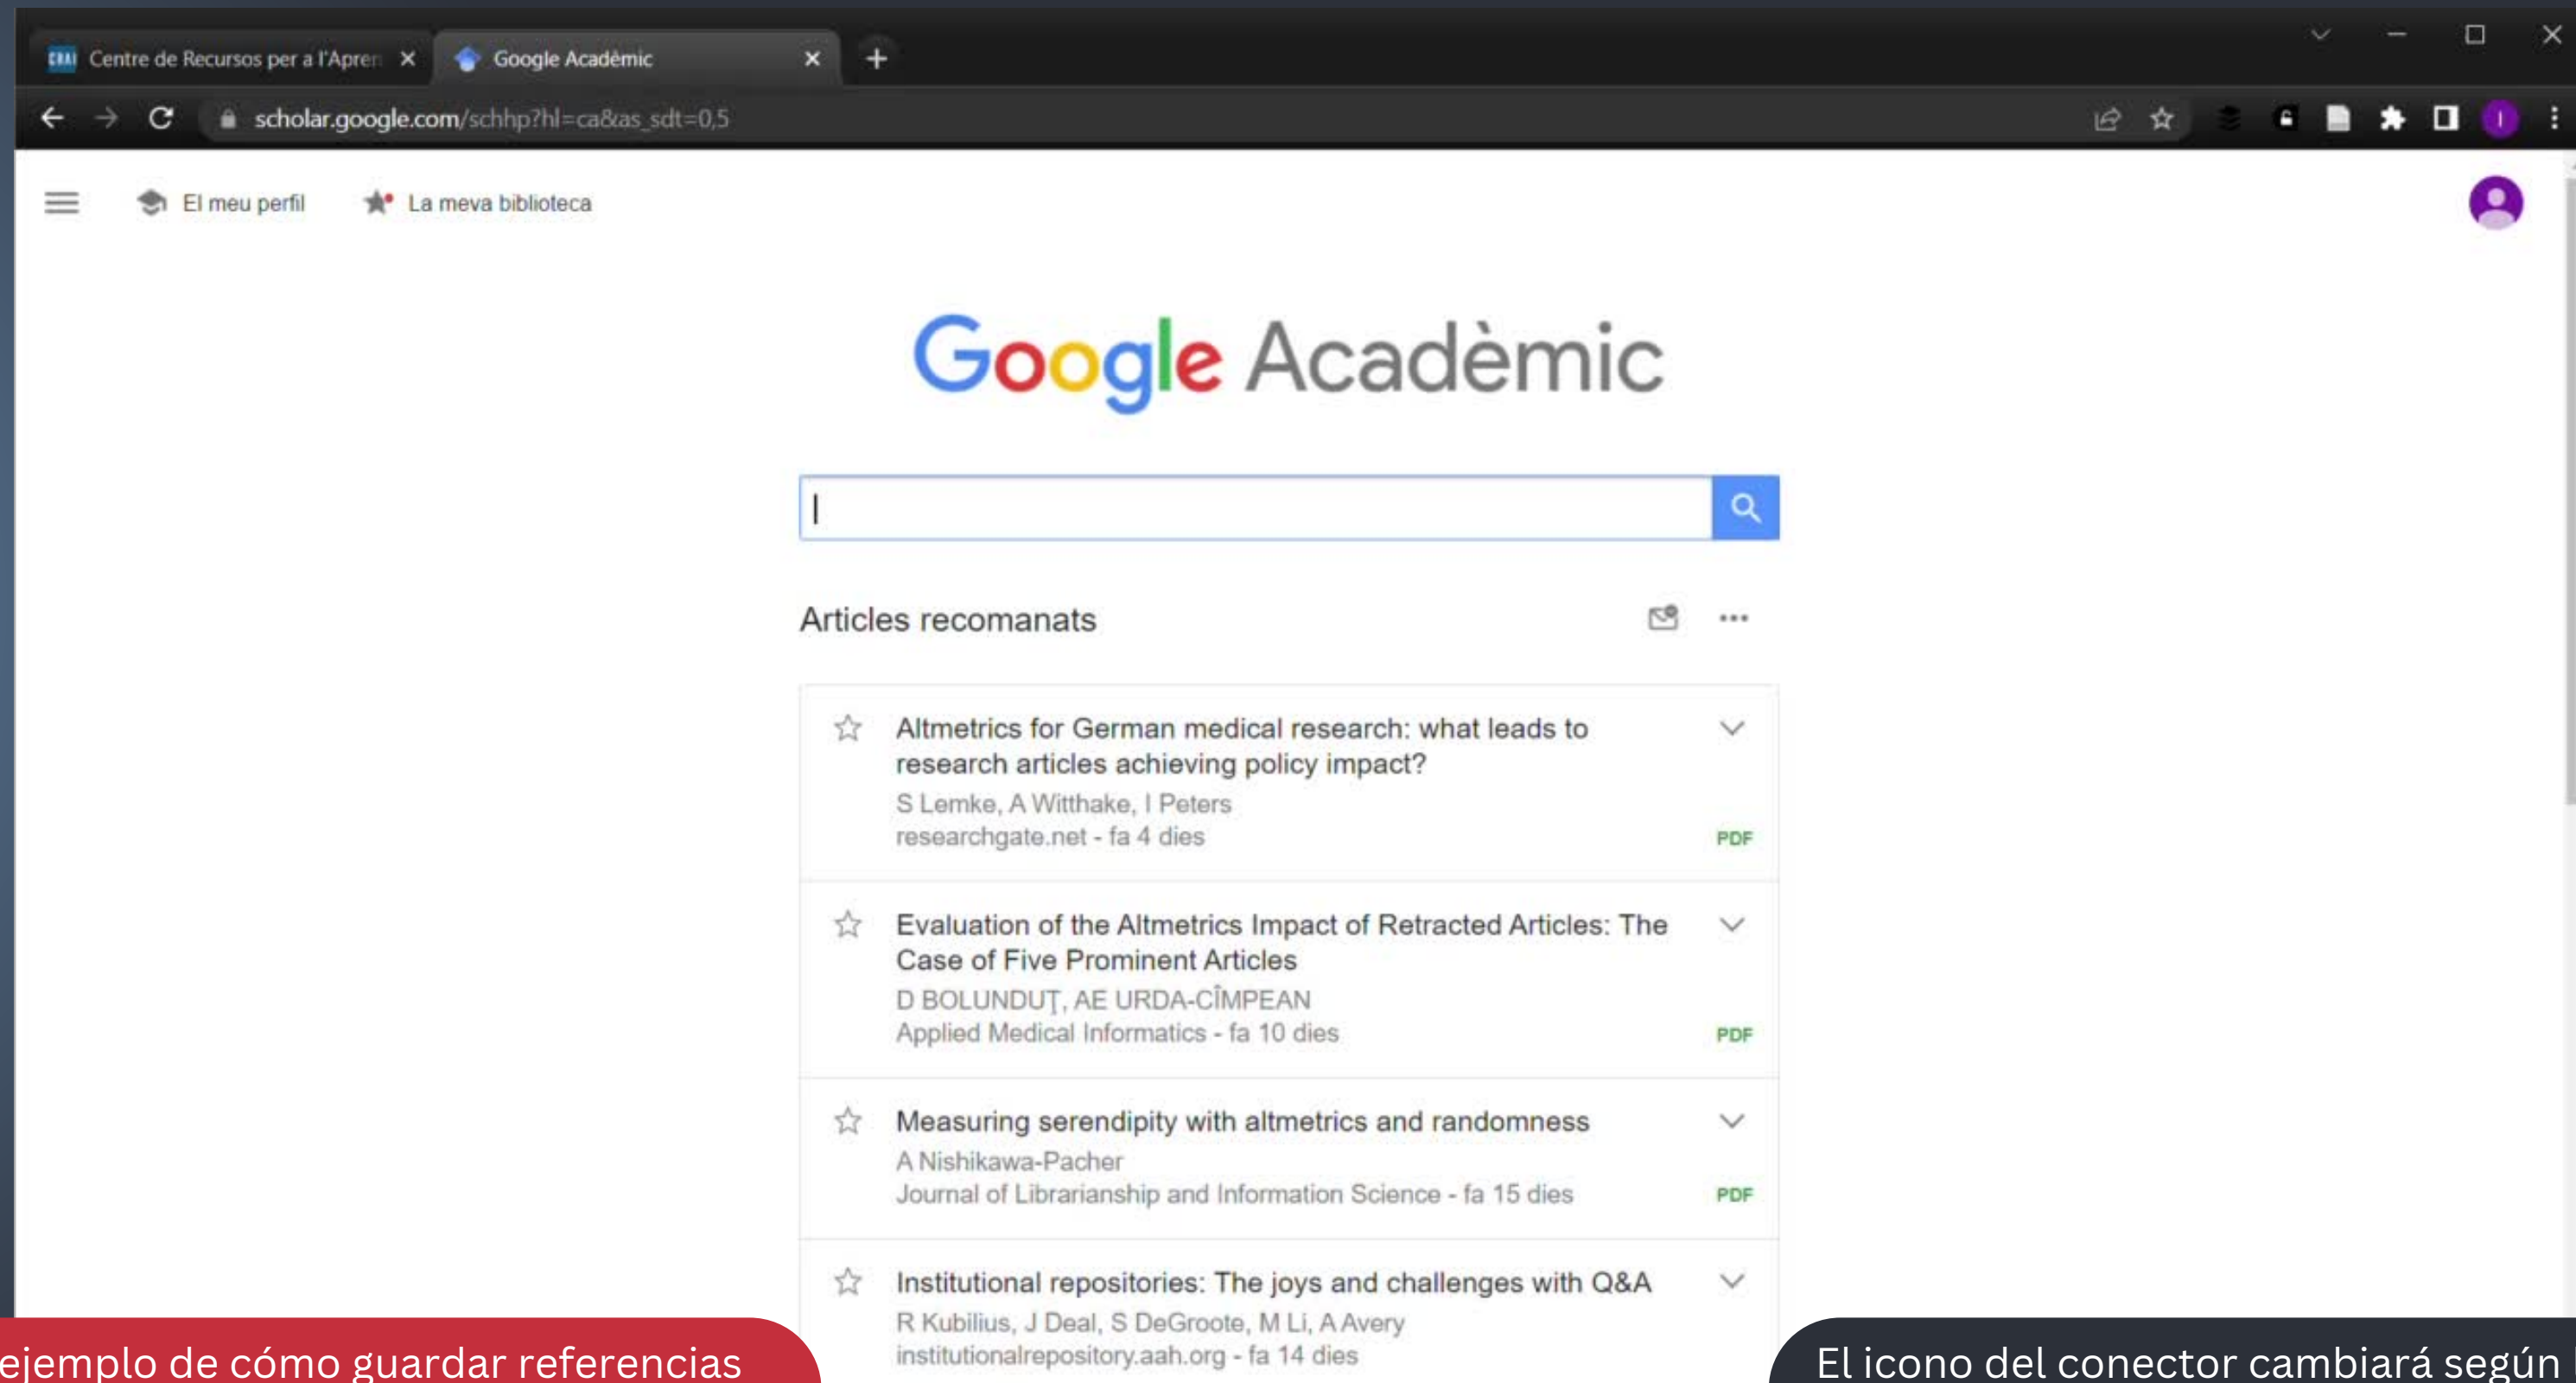 CRAI Centre de Recursos per a l'Apren
Google Acadèmic
scholar.google.com/schhp?hl=ca&as_sdt=0,5
El meu perfil
La meva biblioteca
Google Acadèmic
Articles recomanats
Altmetrics for German medical research: what leads to
research articles achieving policy impact?
S Lemke, A Witthake, I Peters
researchgate.net - fa 4 dies
PDF
Evaluation of the Altmetrics Impact of Retracted Articles: The
Case of Five Prominent Articles
D BOLUNDUŢ, AE URDA-CÎMPEAN
Applied Medical Informatics - fa 10 dies
PDF
Measuring serendipity with altmetrics and randomness
A Nishikawa-Pacher
Journal of Librarianship and Information Science - fa 15 dies
PDF
Institutional repositories: The joys and challenges with Q&A
R Kubilius, J Deal, S DeGroote, M Li, A Avery
institutionalrepository.aah.org - fa 14 dies
ejemplo de cómo guardar referencias
El icono del conector cambiará según